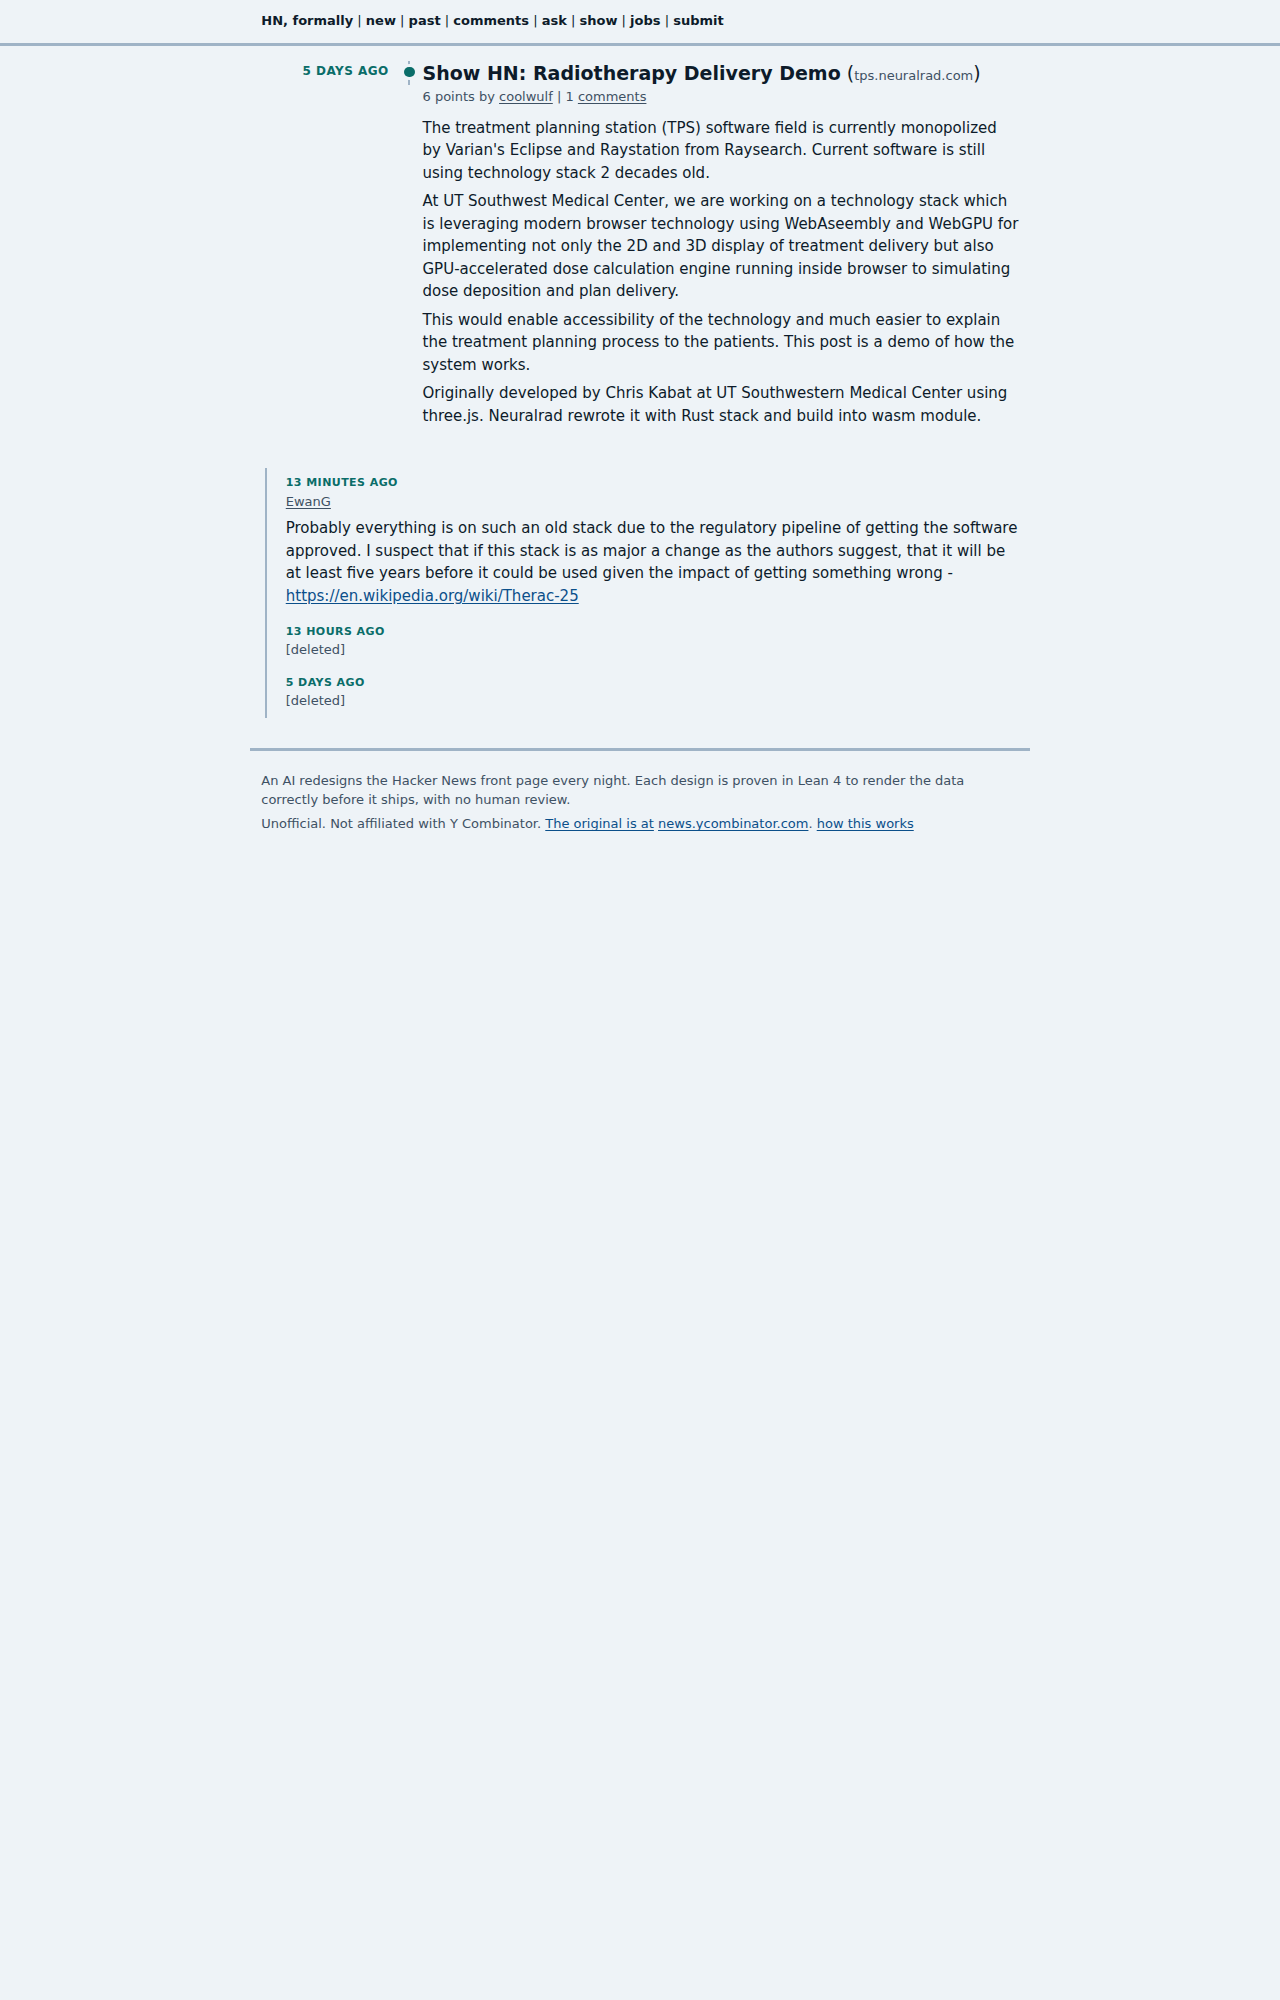 HN, formally | new | past | comments | ask | show | jobs | submit
5 DAYS AGO
Show HN: Radiotherapy Delivery Demo (tps.neuralrad.com)
6 points by coolwulf | 1 comments
The treatment planning station (TPS) software field is currently monopolized
by Varian's Eclipse and Raystation from Raysearch. Current software is still
using technology stack 2 decades old.
At UT Southwest Medical Center, we are working on a technology stack which
is leveraging modern browser technology using WebAseembly and WebGPU for
implementing not only the 2D and 3D display of treatment delivery but also
GPU-accelerated dose calculation engine running inside browser to simulating
dose deposition and plan delivery.
This would enable accessibility of the technology and much easier to explain
the treatment planning process to the patients. This post is a demo of how the
system works.
Originally developed by Chris Kabat at UT Southwestern Medical Center using
three.js. Neuralrad rewrote it with Rust stack and build into wasm module.
13 MINUTES AGO
EwanG
Probably everything is on such an old stack due to the regulatory pipeline of getting the software
approved. I suspect that if this stack is as major a change as the authors suggest, that it will be
at least five years before it could be used given the impact of getting something wrong -
https://en.wikipedia.org/wiki/Therac-25
13 HOURS AGO
[deleted]
5 DAYS AGO
[deleted]
An AI redesigns the Hacker News front page every night. Each design is proven in Lean 4 to render the data
correctly before it ships, with no human review.
Unofficial. Not affiliated with Y Combinator. The original is at news.ycombinator.com. how this works